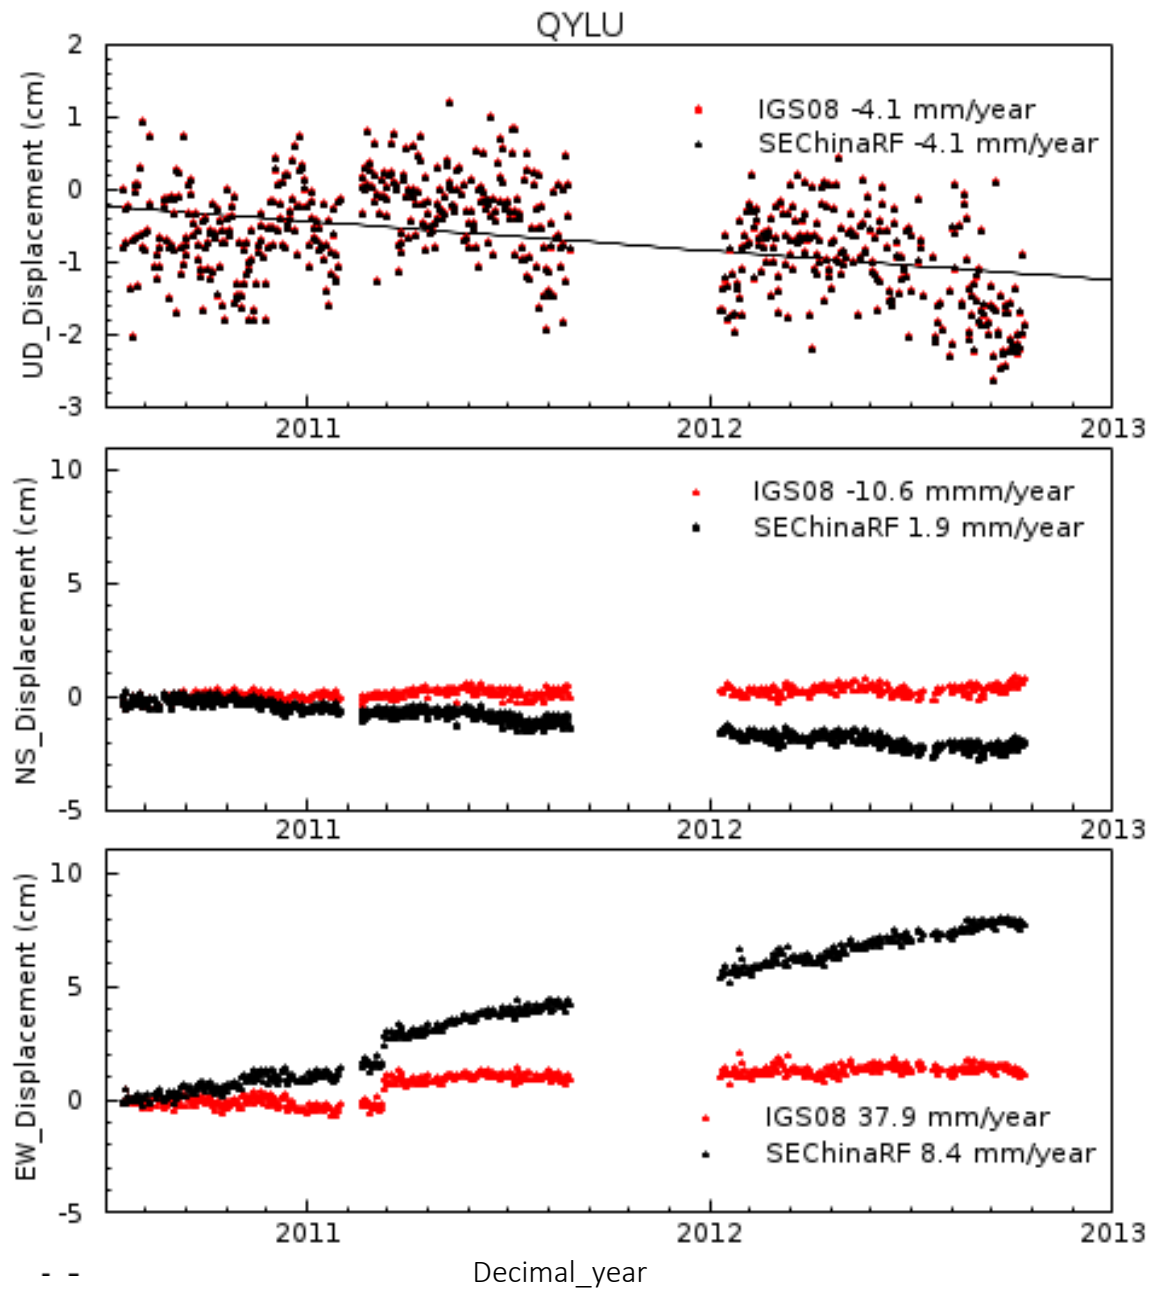 QYLU
UD_Displacement (cm)
2
1
0
-1
-2
-3
IGS08 -4.1 mm/year
SEChinaRF -4.1 mm/year
2011 2012 2013
NS_Displacement (cm)
10
5
0
-5
IGS08 -10.6 mmm/year
SEChinaRF 1.9 mm/year
2011 2012 2013
EW_Displacement (cm)
10
5
0
-5
IGS08 37.9 mm/year
SEChinaRF 8.4 mm/year
2011 2012 2013
- -
Decimal_year